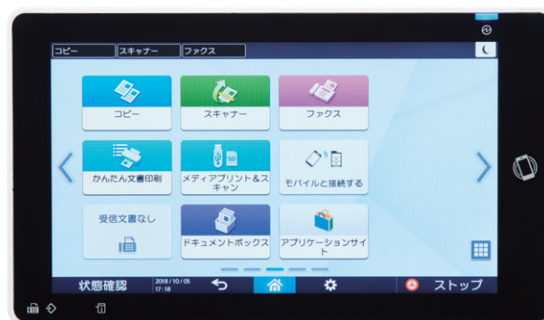 コピー
スキャナー
ファクス
コピー
スキャナー
ファクス
かんたん文書印刷
メディアプリント&ス
キャン
モバイルと接続する
受信文書なし
ドキュメントボックス
アプリケーションサイ
ト
状態確認
2018/10/05
17:18
ストップ